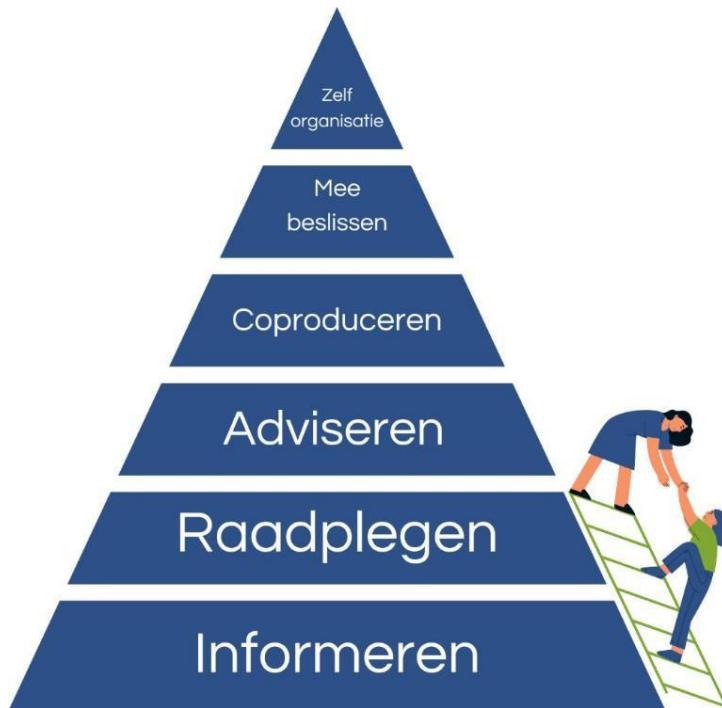 Zelf
organisatie
Mee
beslissen
Coproduceren
Adviseren
Raadplegen
Informeren